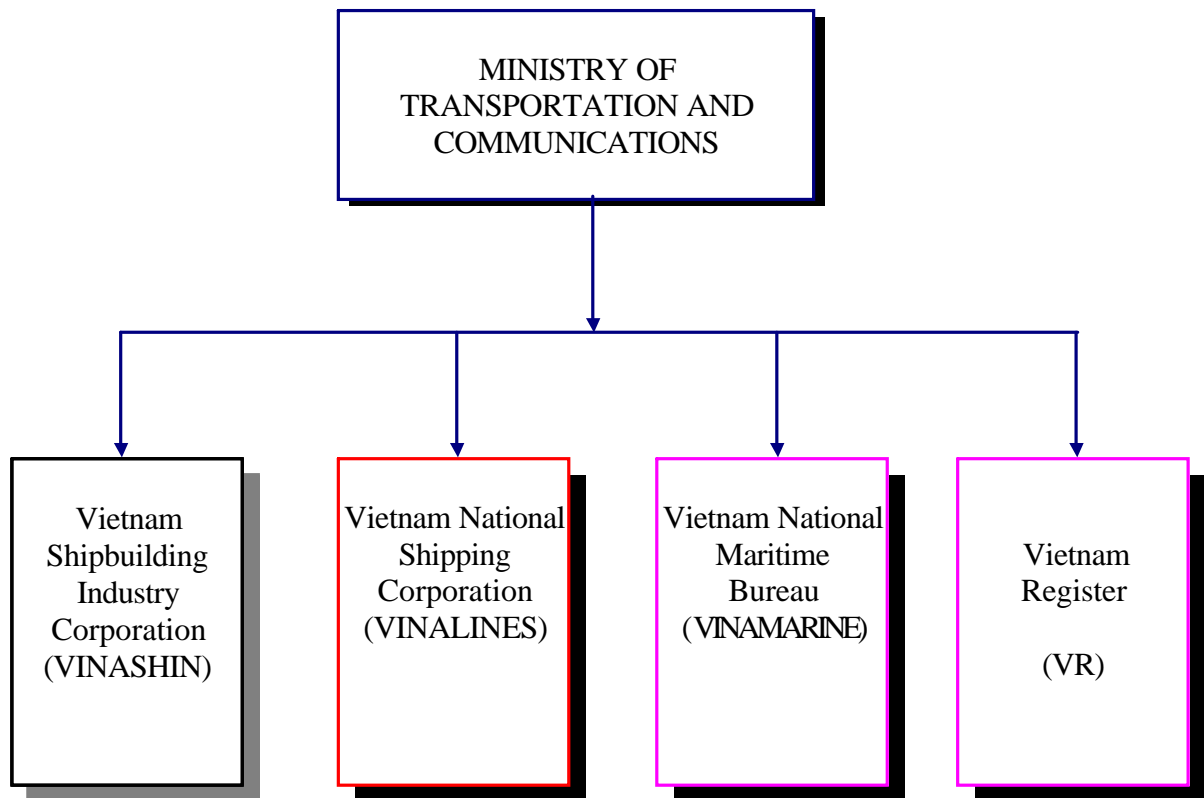 MINISTRY OF
TRANSPORTATION AND
COMMUNICATIONS
Vietnam
Shipbuilding
Industry
Corporation
(VINASHIN)
Vietnam National
Shipping
Corporation
(VINALINES)
Vietnam National
Maritime
Bureau
(VINAMARINE)
Vietnam
Register
(VR)